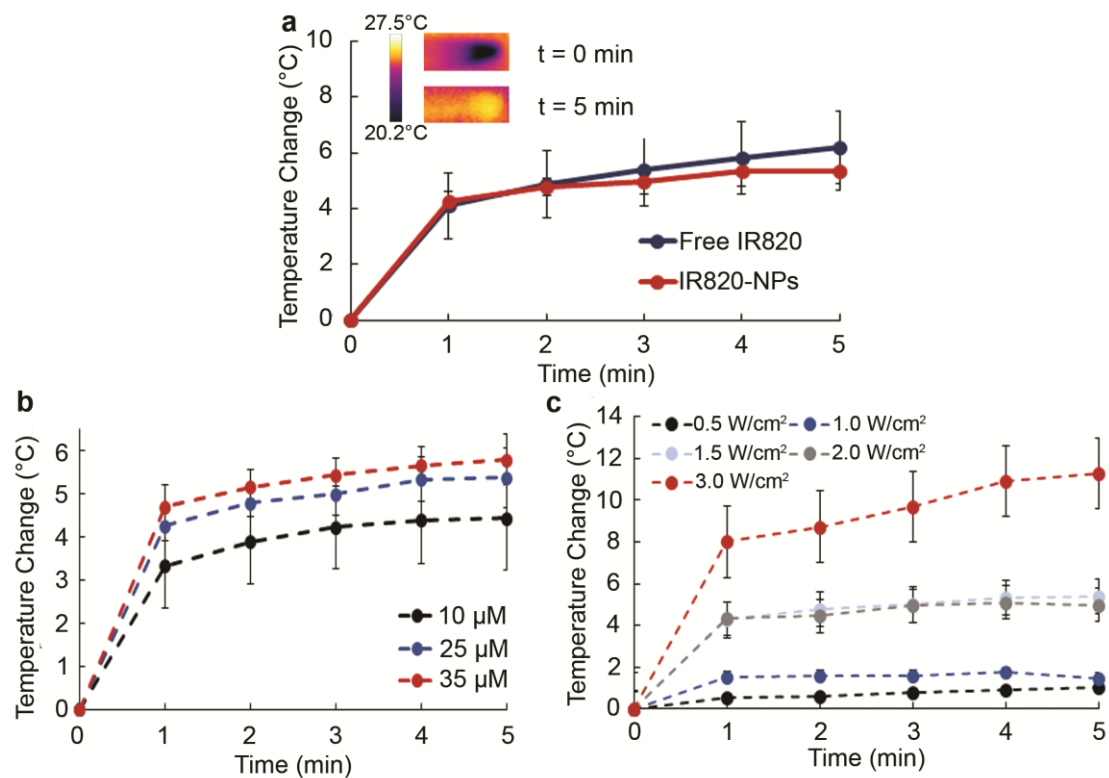 a
27.5°C
20.2°C
t = 0 min
t = 5 min
Temperature Change (°C)
10
8
6
4
2
0
Free IR820
IR820-NPs
0 1 2 3 4 5
Time (min)
b
Temperature Change (°C)
6
5
4
3
2
1
0
10 µM
25 µM
35 µM
0 1 2 3 4 5
Time (min)
c
Temperature Change (°C)
14
12
10
8
6
4
2
0
0.5 W/cm² 1.0 W/cm²
1.5 W/cm² 2.0 W/cm²
3.0 W/cm²
0 1 2 3 4 5
Time (min)